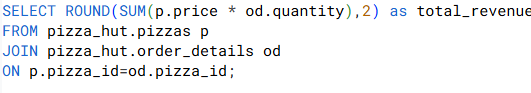 SELECT ROUND(SUM(p.price * od.quantity),2) as total_revenue
FROM pizza_hut.pizzas p
JOIN pizza_hut.order_details od
ON p.pizza_id=od.pizza_id;